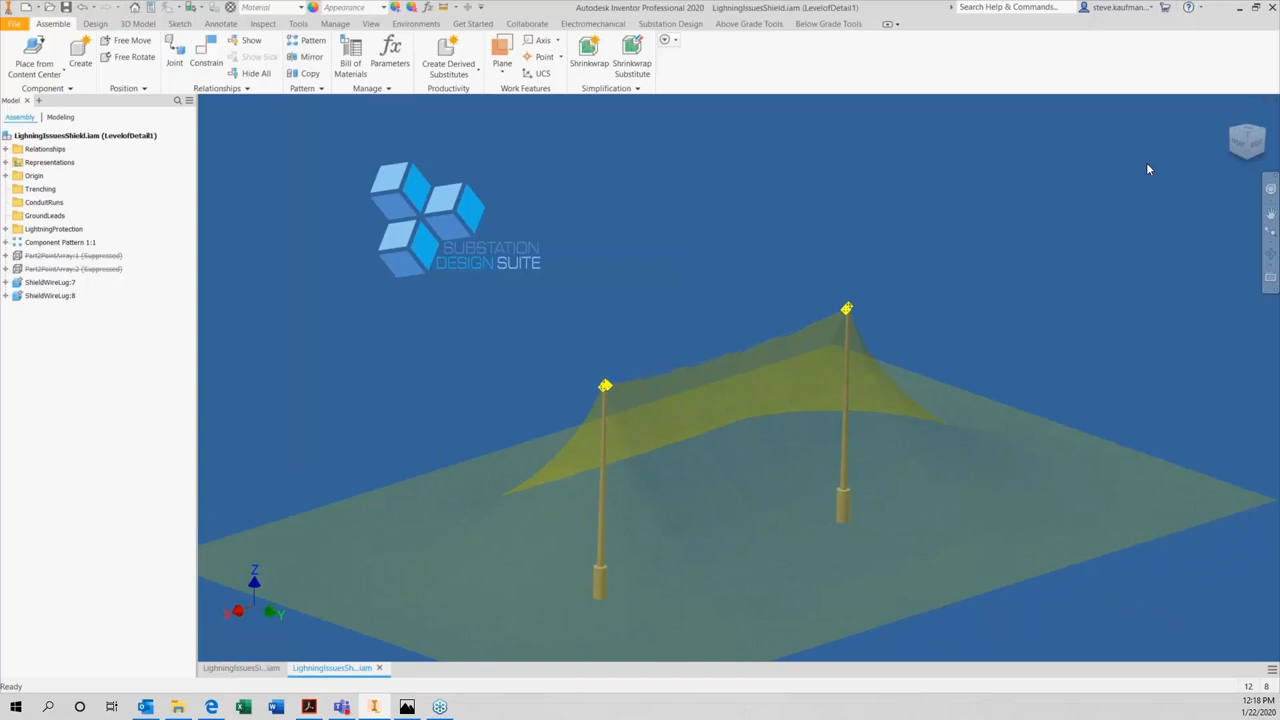 Material
Appearance
Autodesk Inventor Professional 2020 LighningIssuesShield.iam (LevelofDetail1)
Search Help & Commands...
steve.kaufman...
File Assemble Design 3D Model Sketch Annotate Inspect Tools Manage View Environments Get Started Collaborate Electromechanical Substation Design Above Grade Tools Below Grade Tools
Place from
Content Center
Create
Free Move
Free Rotate
Joint
Constrain
Show
Show Sick
Hide All
Pattern
Mirror
Copy
Bill of
Materials
Parameters
Create Derived
Substitutes
Plane
Axis
Point
UCS
Shrinkwrap
Shrinkwrap
Substitute
Component
Position
Relationships
Pattern
Manage
Productivity
Work Features
Simplification
Model
Assembly
Modeling
LighningIssuesShield.iam (LevelofDetail1)
Relationships
Representations
Origin
Trenching
ConduitRuns
GroundLeads
LightningProtection
Component Pattern 1:1
Part2PointArray:1 (Suppressed)
Part2PointArray:2 (Suppressed)
ShieldWireLug:7
ShieldWireLug:8
SUBSTATION
DESIGN SUITE
Z
X
Y
LighningIssuesSi...iam
LighningIssuesSh...iam
Ready
12 8
12:18 PM
1/22/2020